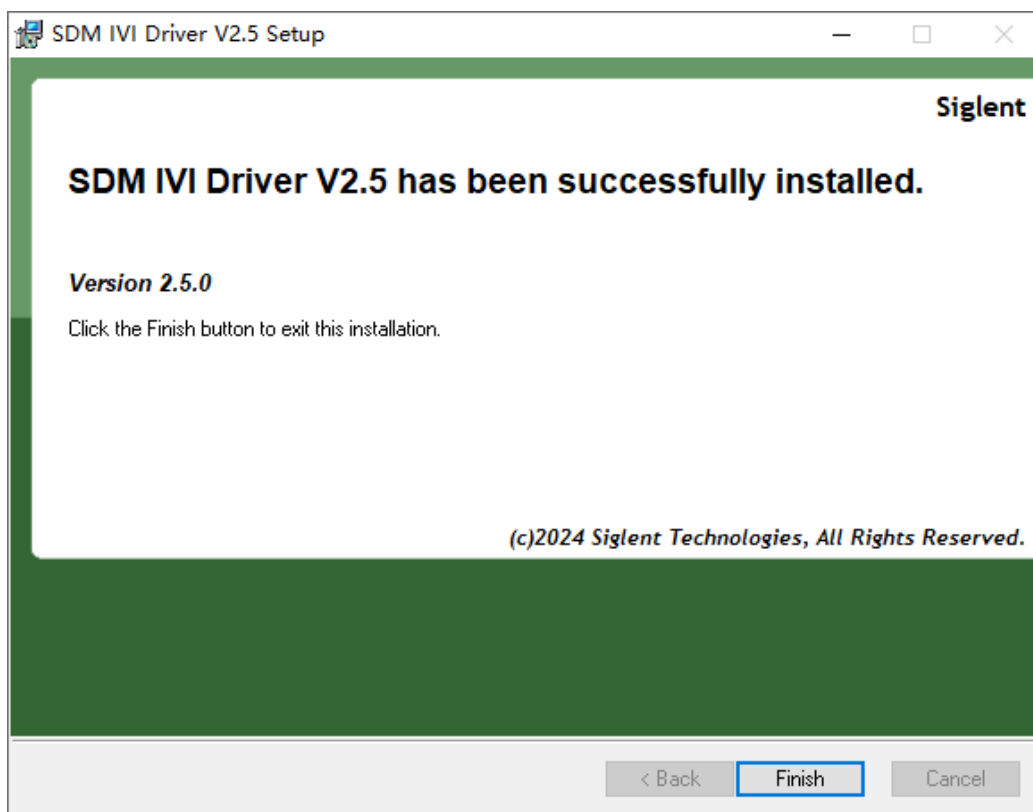 SDM IVI Driver V2.5 Setup
Siglent
SDM IVI Driver V2.5 has been successfully installed.
Version 2.5.0
Click the Finish button to exit this installation.
(c)2024 Siglent Technologies, All Rights Reserved.
< Back Finish Cancel